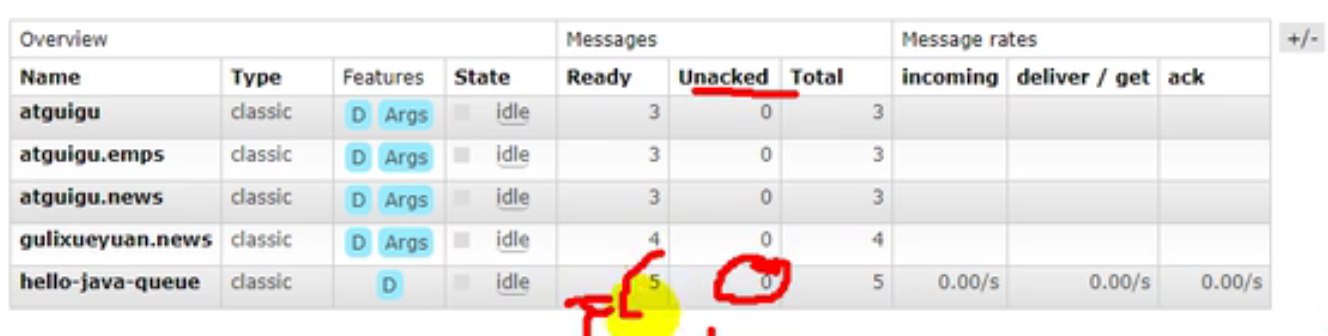 Overview Messages Message rates +/-
Name Type Features State Ready Unacked Total incoming deliver / get ack
atguigu classic D Args idle 3 0 3
atguigu.emps classic D Args idle 3 0 3
atguigu.news classic D Args idle 3 0 3
gulixueyuan.news classic D Args idle 4 0 4
hello-java-queue classic D idle 5 0 5 0.00/s 0.00/s 0.00/s